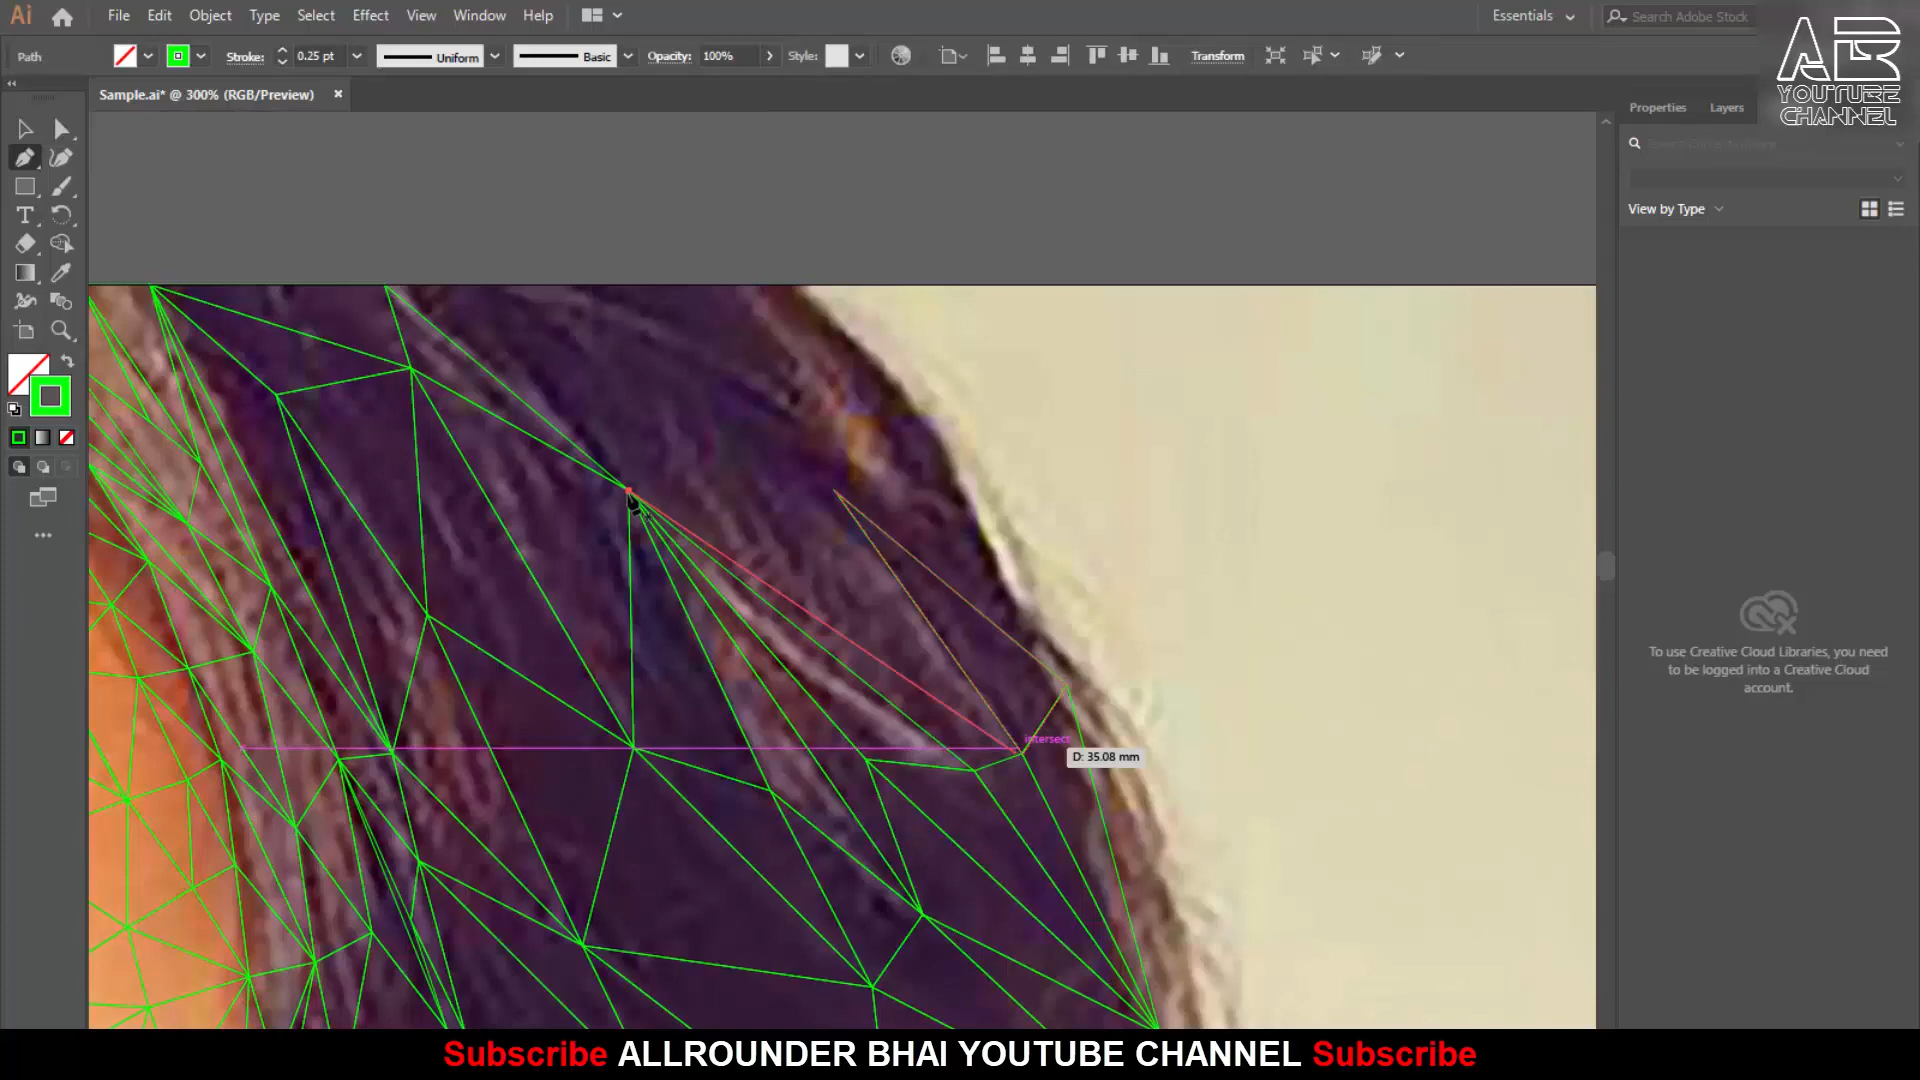 Ai File Edit Object Type Select Effect View Window Help Essentials Search Adobe Stock
Path Stroke: 0.25 pt Uniform Basic Opacity: 100% Style: Transform
Sample.ai* @ 300% (RGB/Preview)
AB
YOUTUBE
CHANNEL
Properties Layers
View by Type
To use Creative Cloud Libraries, you need
to be logged into a Creative Cloud
account.
intersect
D: 35.08 mm
Subscribe ALLROUNDER BHAI YOUTUBE CHANNEL Subscribe